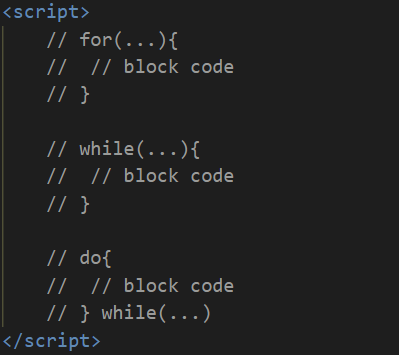 <script>
// for(...){
//  // block code
// }
// while(...){
//  // block code
// }
// do{
//  // block code
// } while(...)
</script>